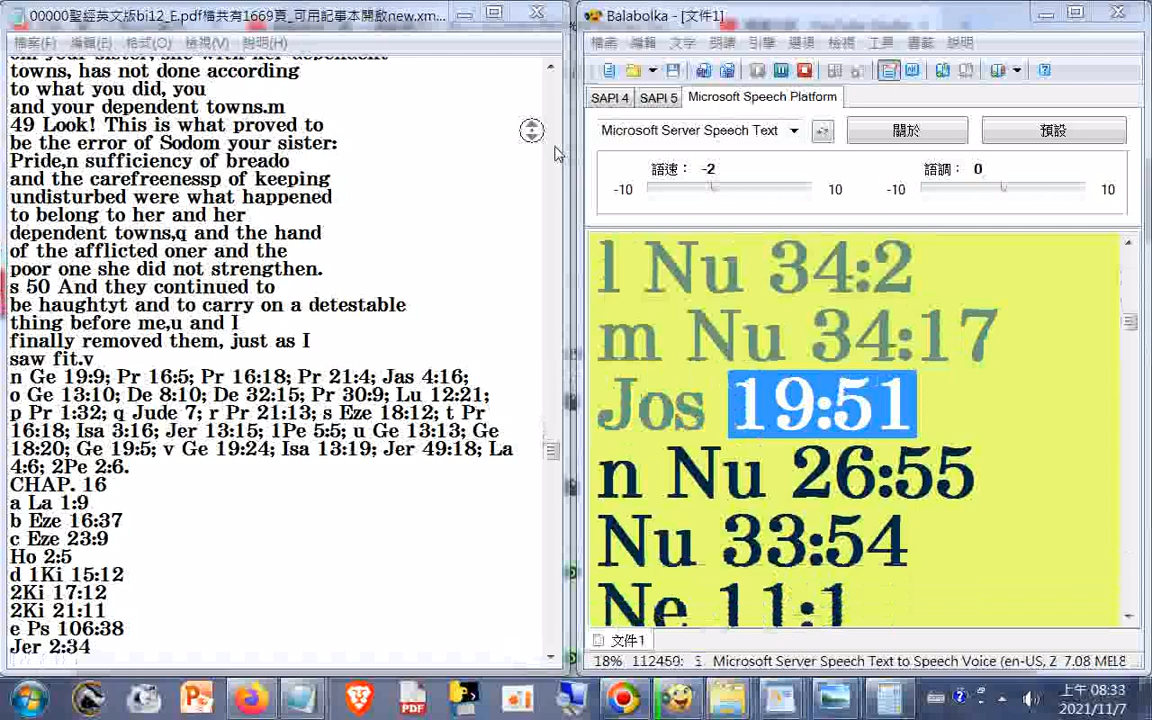 00000聖經英文版bi12_E.pdf檔共有1669頁_可用記事本開啟new.xm...
檔案(F) 編輯(E) 格式(O) 檢視(V) 說明(H)
towns, has not done according
to what you did, you
and your dependent towns.m
49 Look! This is what proved to
be the error of Sodom your sister:
Pride,n sufficiency of breado
and the carefreenessp of keeping
undisturbed were what happened
to belong to her and her
dependent towns,q and the hand
of the afflicted oner and the
poor one she did not strengthen.
s 50 And they continued to
be haughtyt and to carry on a detestable
thing before me,u and I
finally removed them, just as I
saw fit.v
n Ge 19:9; Pr 16:5; Pr 16:18; Pr 21:4; Jas 4:16;
o Ge 13:10; De 8:10; De 32:15; Pr 30:9; Lu 12:21;
p Pr 1:32; q Jude 7; r Pr 21:13; s Eze 18:12; t Pr
16:18; Isa 3:16; Jer 13:15; 1Pe 5:5; u Ge 13:13; Ge
18:20; Ge 19:5; v Ge 19:24; Isa 13:19; Jer 49:18; La
4:6; 2Pe 2:6.
CHAP. 16
a La 1:9
b Eze 16:37
c Eze 23:9
Ho 2:5
d 1Ki 15:12
2Ki 17:12
2Ki 21:11
e Ps 106:38
Jer 2:34
Balabolka - [文件1]
檔案 編輯 文字 朗讀 引擎 選項 檢視 工具 書籤 說明
SAPI 4 SAPI 5 Microsoft Speech Platform
Microsoft Server Speech Text 關於 預設
語速： -2 語調： 0
-10 10 -10 10
l Nu 34:2
m Nu 34:17
Jos 19:51
n Nu 26:55
Nu 33:54
Ne 11:1
文件1
18% 112459: 1 Microsoft Server Speech Text to Speech Voice (en-US, Z 7.08 MEL8
PDF
上午 08:33
2021/11/7